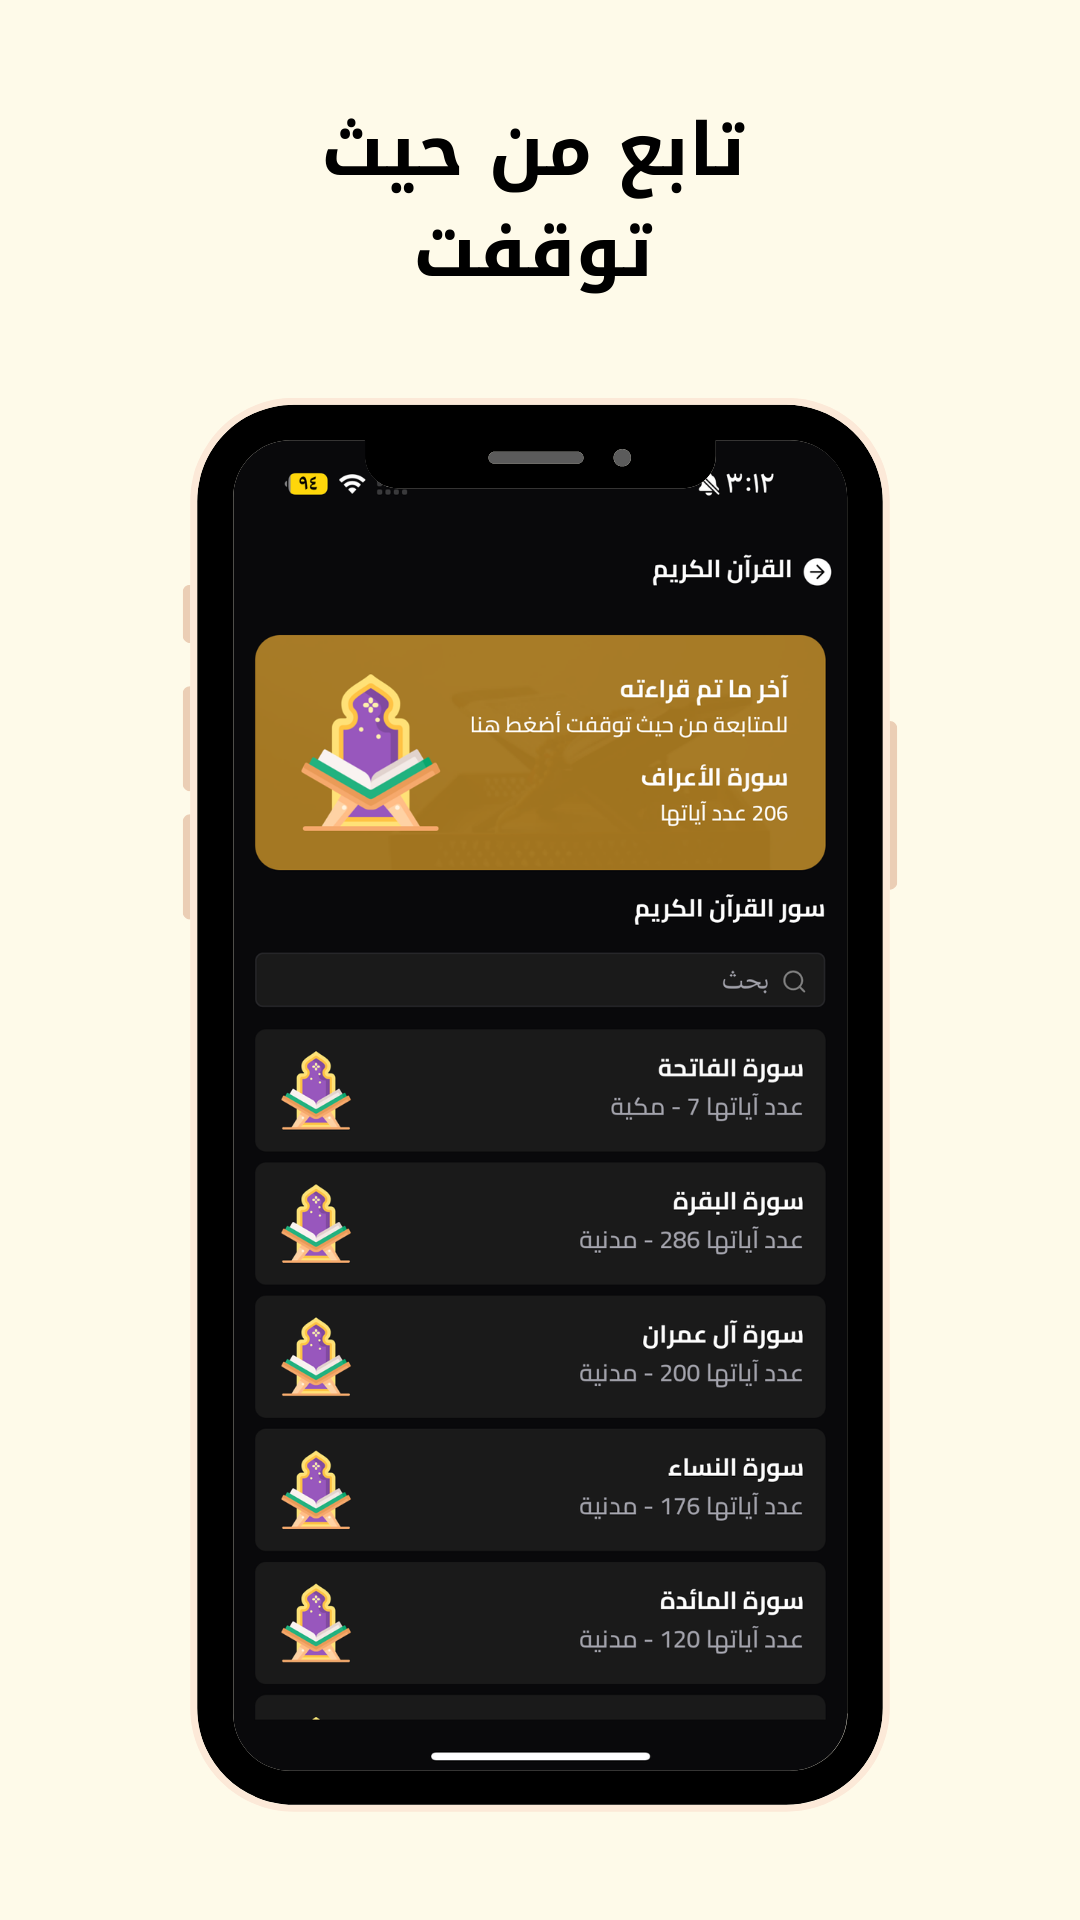 تابع من حيث
توقفت
٣:١٢
٩٤
القرآن الكريم
آخر ما تم قراءته
للمتابعة من حيث توقفت أضغط هنا
سورة الأعراف
206 عدد آياتها
سور القرآن الكريم
بحث
سورة الفاتحة
عدد آياتها 7 - مكية
سورة البقرة
عدد آياتها 286 - مدنية
سورة آل عمران
عدد آياتها 200 - مدنية
سورة النساء
عدد آياتها 176 - مدنية
سورة المائدة
عدد آياتها 120 - مدنية